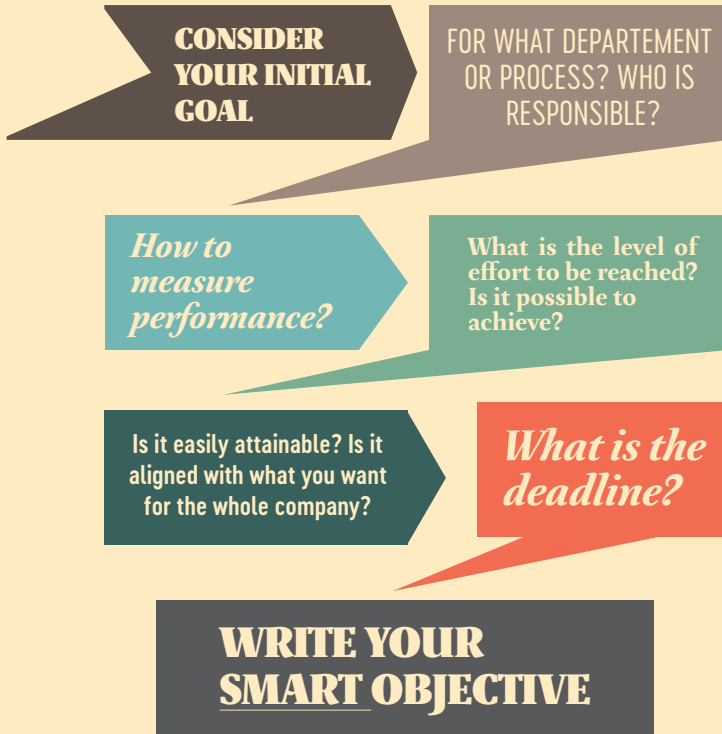 CONSIDER
YOUR INITIAL
GOAL
FOR WHAT DEPARTEMENT
OR PROCESS? WHO IS
RESPONSIBLE?
How to
measure
performance?
What is the level of
effort to be reached?
Is it possible to
achieve?
Is it easily attainable? Is it
aligned with what you want
for the whole company?
What is the
deadline?
WRITE YOUR
SMART OBJECTIVE